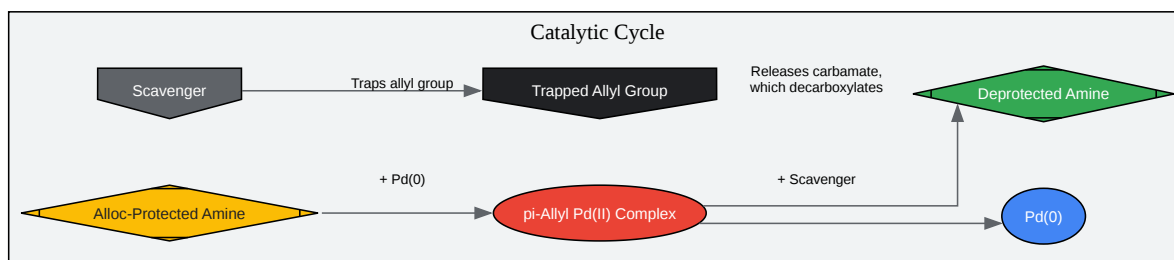 Catalytic Cycle
Scavenger
Traps allyl group
Trapped Allyl Group
Releases carbamate,
which decarboxylates
Deprotected Amine
Alloc-Protected Amine
+ Pd(0)
pi-Allyl Pd(II) Complex
+ Scavenger
Pd(0)